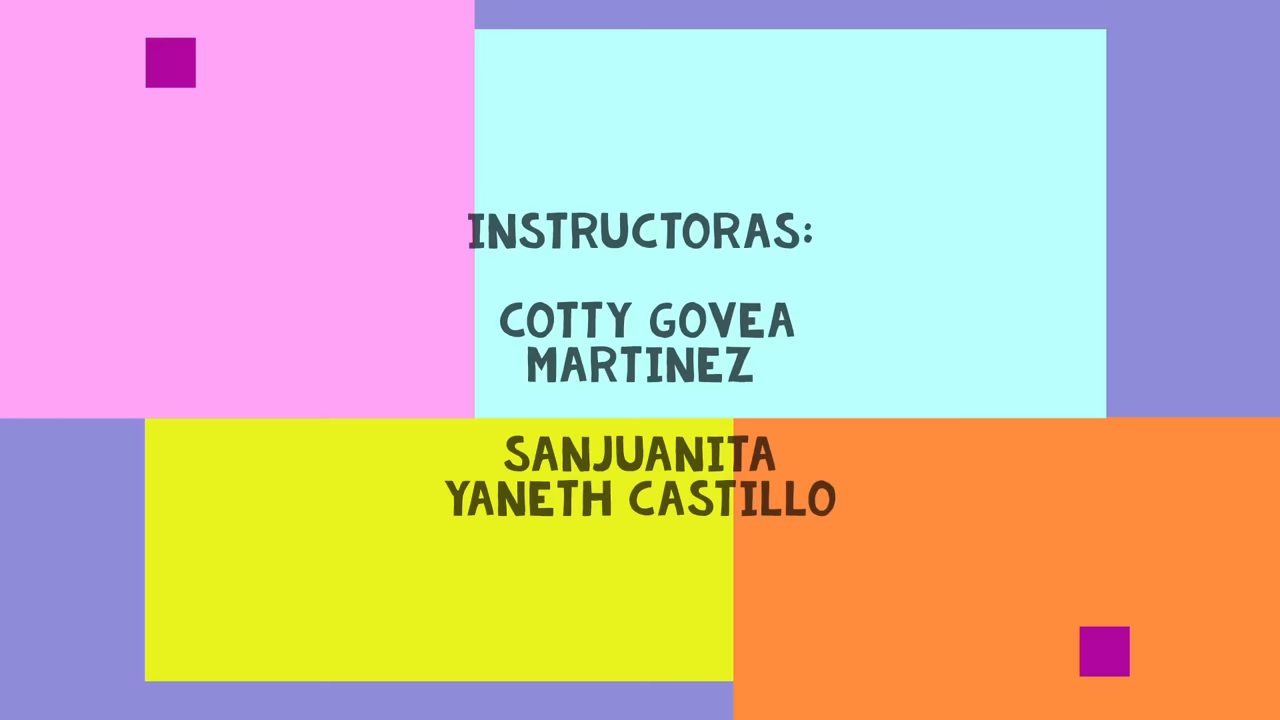 INSTRUCTORAS:
COTTY GOVEA
MARTINEZ
SANJUANITA
YANETH CASTILLO